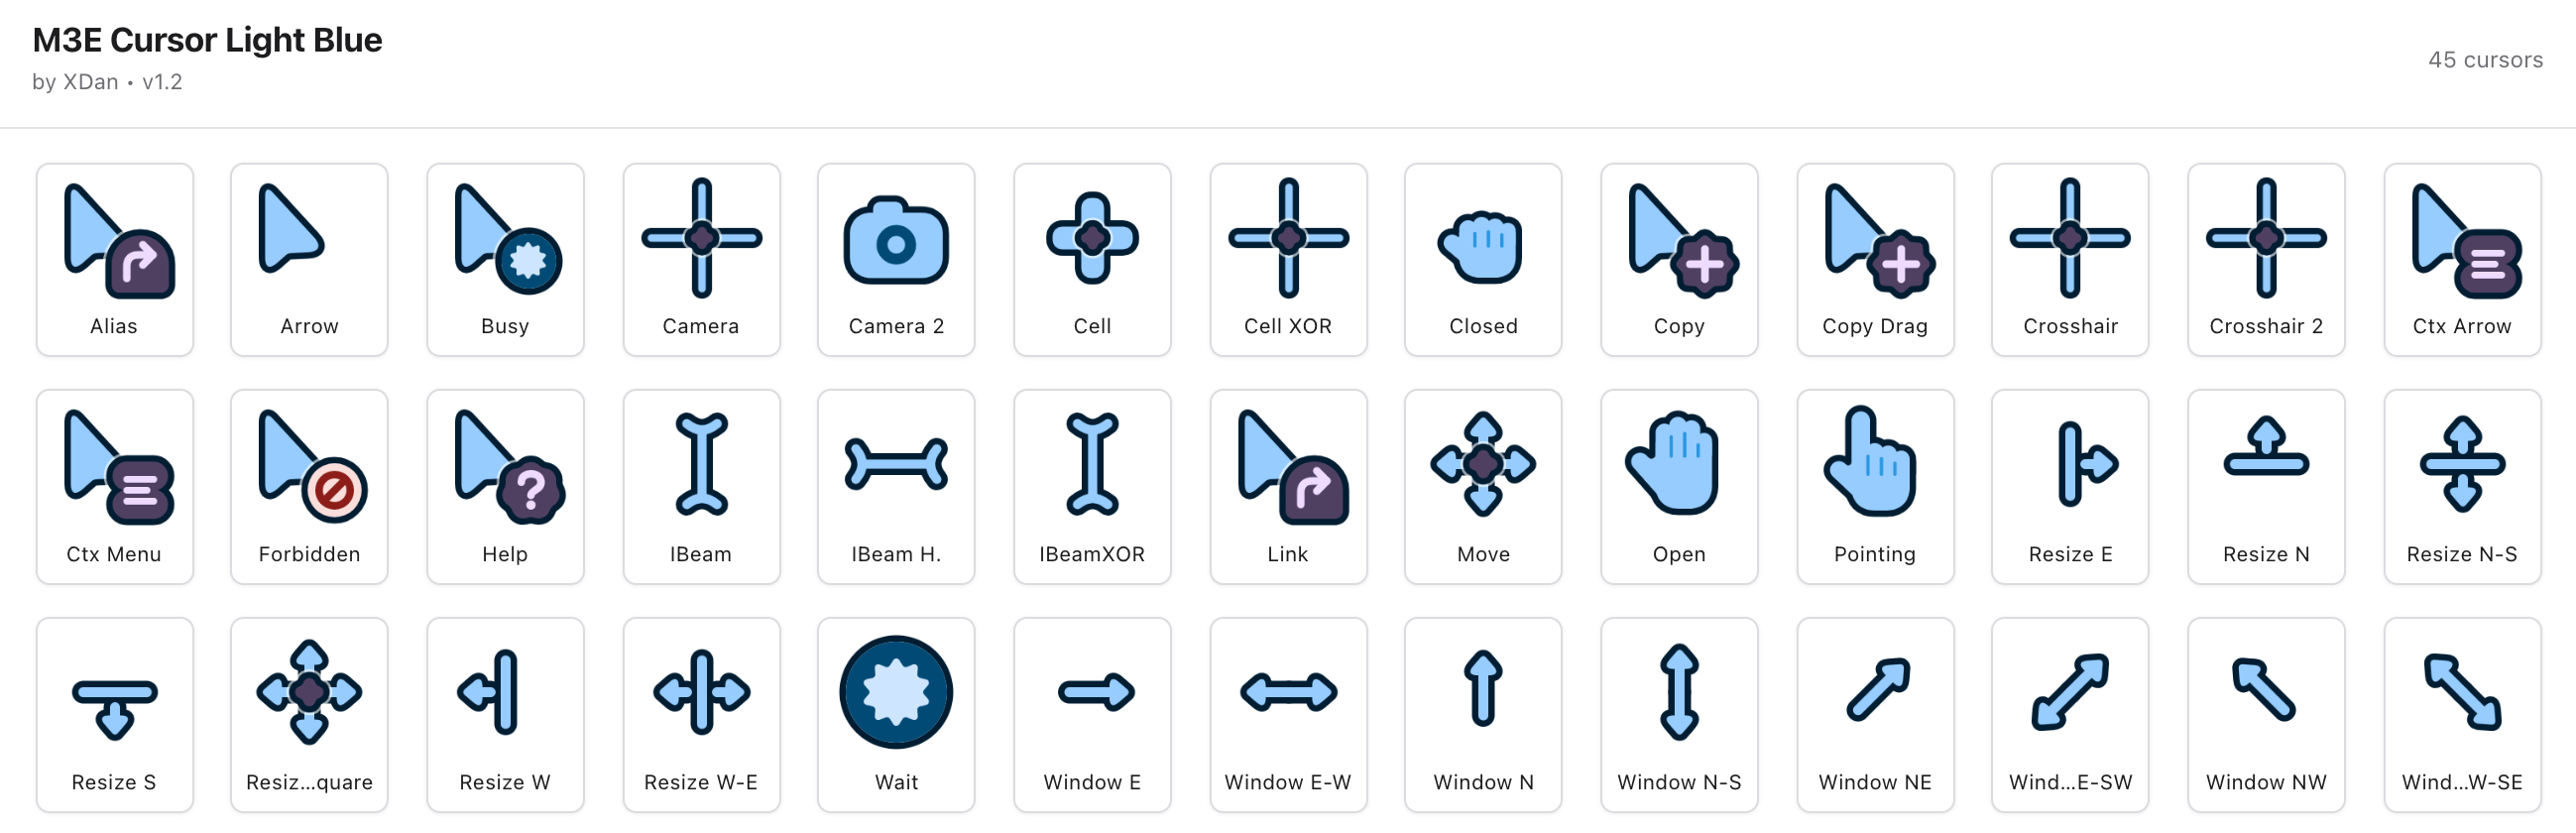 M3E Cursor Light Blue
by XDan • v1.2
45 cursors
Alias
Arrow
Busy
Camera
Camera 2
Cell
Cell XOR
Closed
Copy
Copy Drag
Crosshair
Crosshair 2
Ctx Arrow
Ctx Menu
Forbidden
?
Help
IBeam
IBeam H.
IBeamXOR
Link
Move
Open
Pointing
Resize E
Resize N
Resize N-S
Resize S
Resiz...quare
Resize W
Resize W-E
Wait
Window E
Window E-W
Window N
Window N-S
Window NE
Wind...E-SW
Window NW
Wind...W-SE